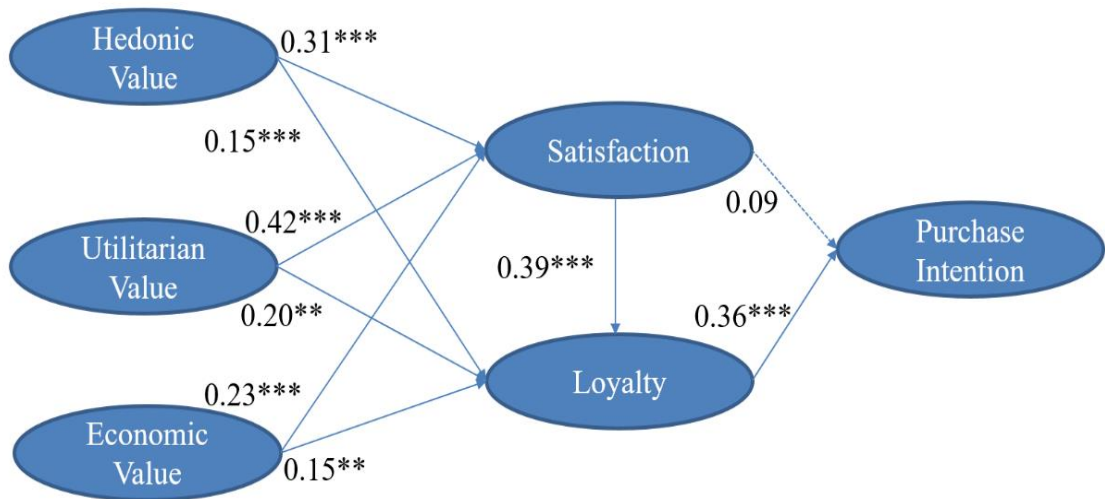 Hedonic
Value
0.31***
0.15***
Satisfaction
0.09
Utilitarian
Value
0.42***
0.20**
0.39***
Purchase
Intention
0.36***
Loyalty
0.23***
Economic
Value
0.15**